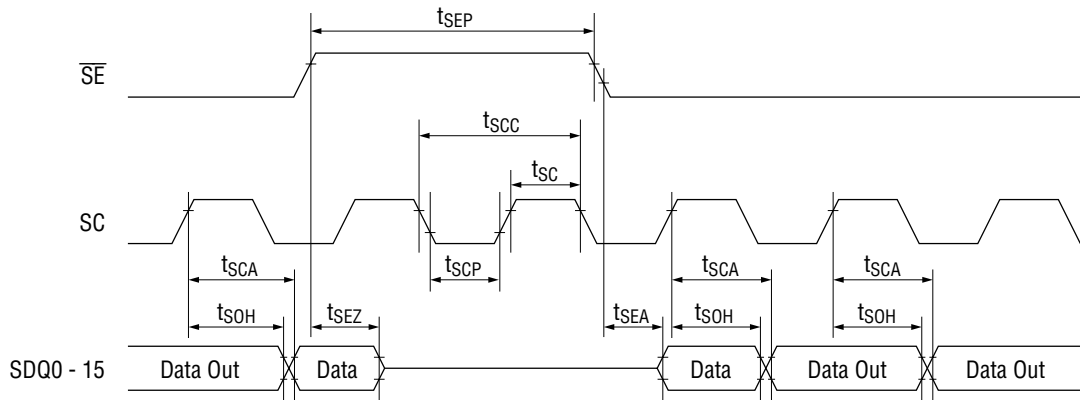 tSEP
SE
tSCC
tSC
SC
tSCP
tSCA
tSCA
tSCA
tSOH
tSEZ
tSEA
tSOH
tSOH
SDQ0 - 15
Data Out
Data
Data
Data Out
Data Out